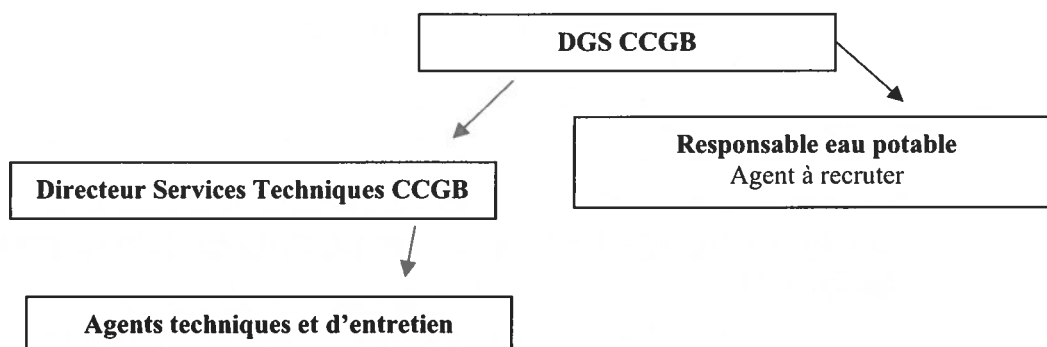 DGS CCGB
Responsable eau potable
Agent à recruter
Directeur Services Techniques CCGB
Agents techniques et d'entretien